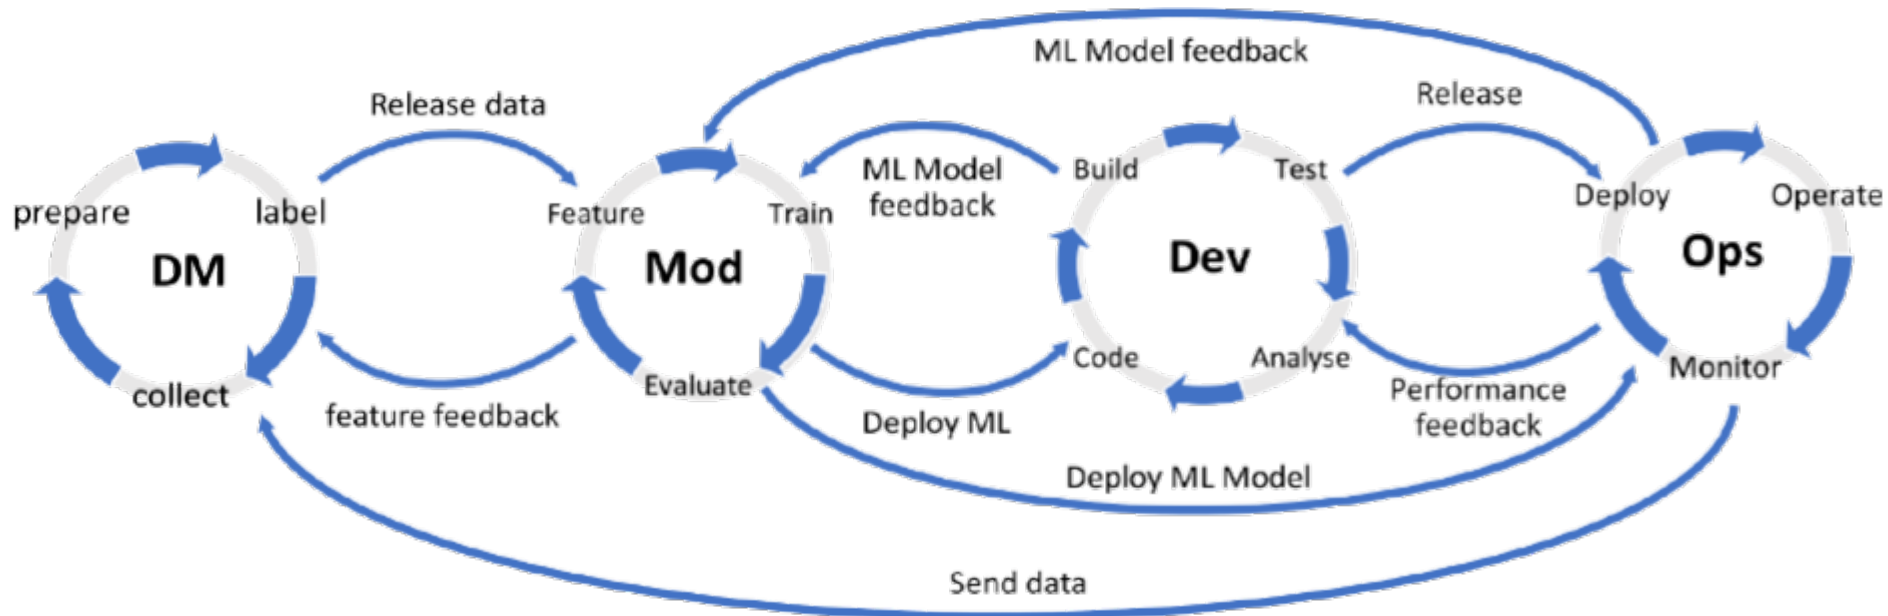 ML Model feedback
Release data
Release
ML Model
feedback
Build
Test
prepare
label
Feature
Train
Deploy
Operate
DM
Mod
Dev
Ops
Code
Analyse
Monitor
collect
Evaluate
feature feedback
Deploy ML
Performance
feedback
Deploy ML Model
Send data